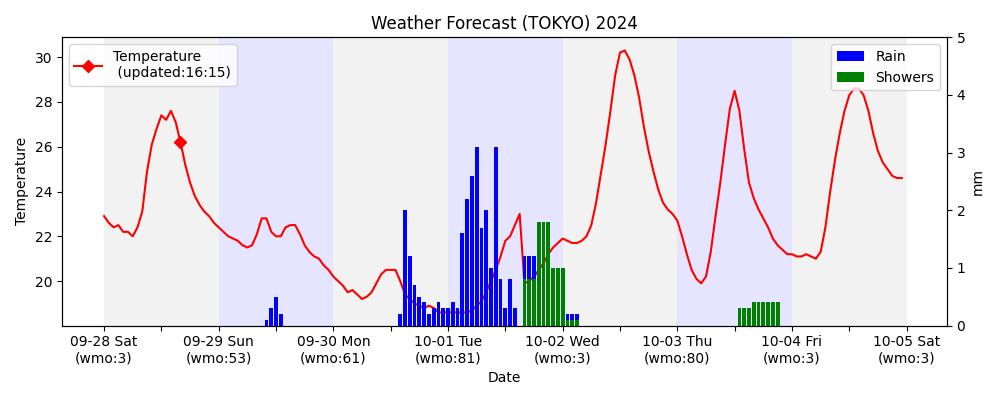 Weather Forecast (TOKYO) 2024
Temperature
(updated:16:15)
Rain
Showers
30
28
26
24
22
20
Temperature
5
4
3
2
1
0
mm
09-28 Sat
(wmo:3)
09-29 Sun
(wmo:53)
09-30 Mon
(wmo:61)
10-01 Tue
(wmo:81)
10-02 Wed
(wmo:3)
10-03 Thu
(wmo:80)
10-04 Fri
(wmo:3)
10-05 Sat
(wmo:3)
Date